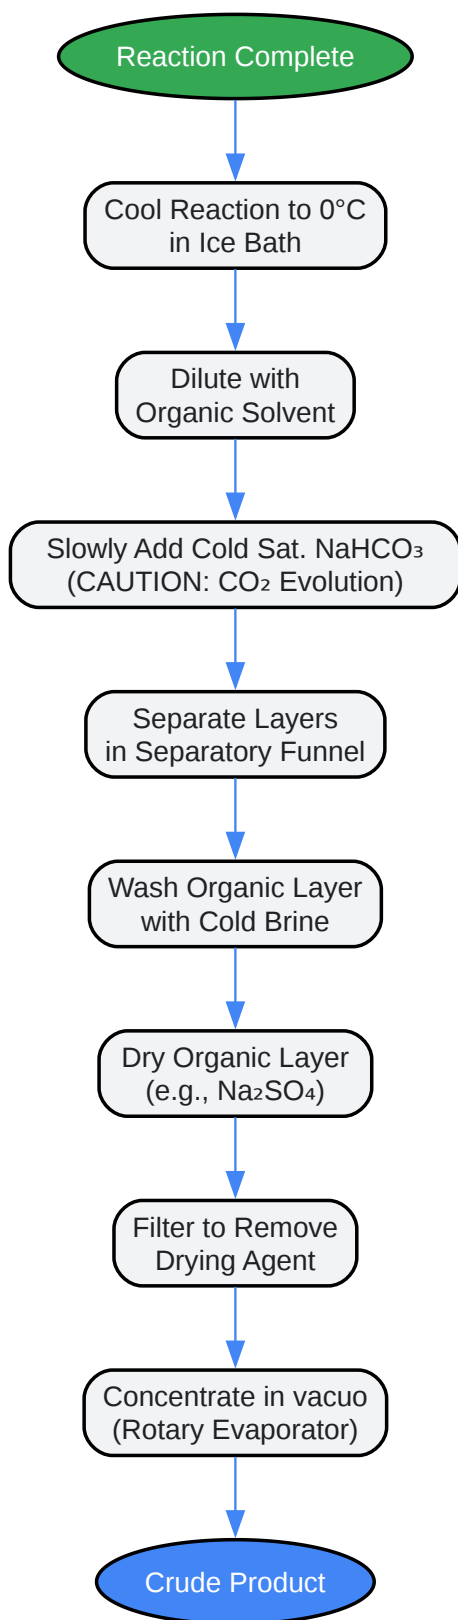 Reaction Complete
Cool Reaction to 0°C
in Ice Bath
Dilute with
Organic Solvent
Slowly Add Cold Sat. NaHCO₃
(CAUTION: CO₂ Evolution)
Separate Layers
in Separatory Funnel
Wash Organic Layer
with Cold Brine
Dry Organic Layer
(e.g., Na₂SO₄)
Filter to Remove
Drying Agent
Concentrate in vacuo
(Rotary Evaporator)
Crude Product